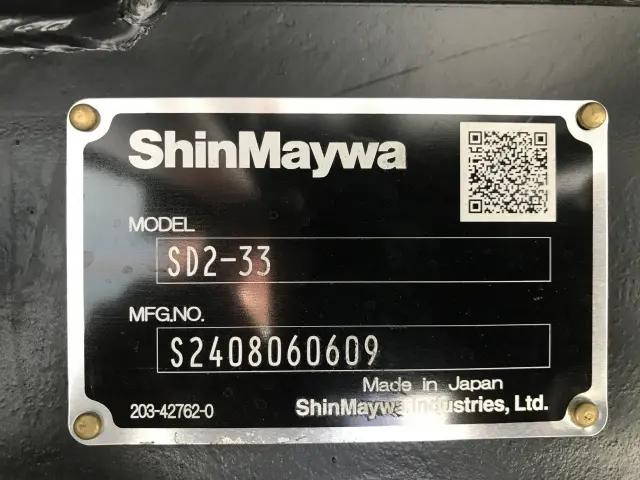 ShinMaywa
MODEL
SD2-33
MFG.NO.
S2408060609
Made in Japan
203-42762-0
ShinMaywa Industries, Ltd.